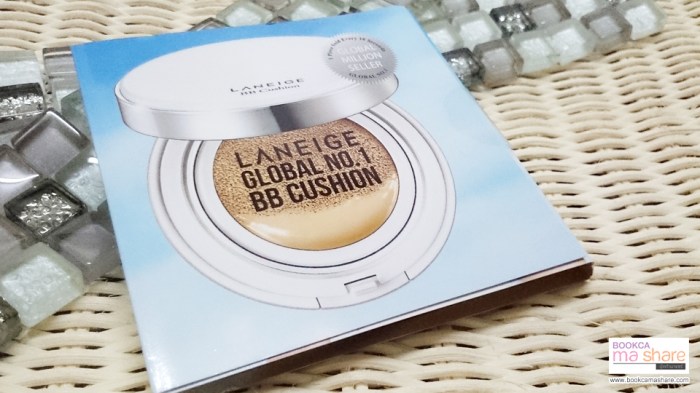 GLOBAL
MILLION
SELLER
LANEIGE
BB Cushion
LANEIGE
GLOBAL NO.1
BB CUSHION
BOOKCA
ma share
www.bookcamashare.com